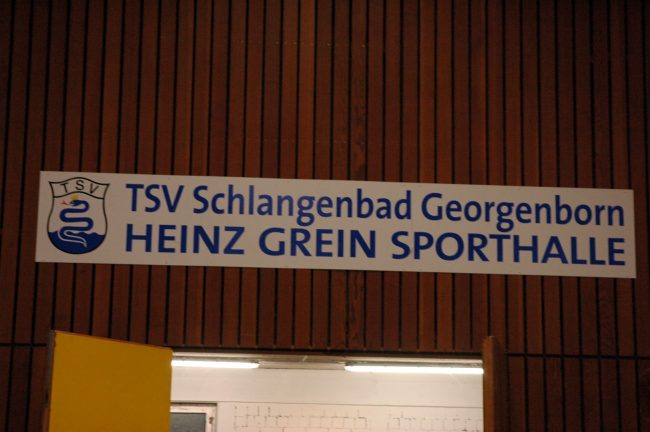 TSV
TSV Schlangenbad Georgenborn
HEINZ GREIN SPORTHALLE